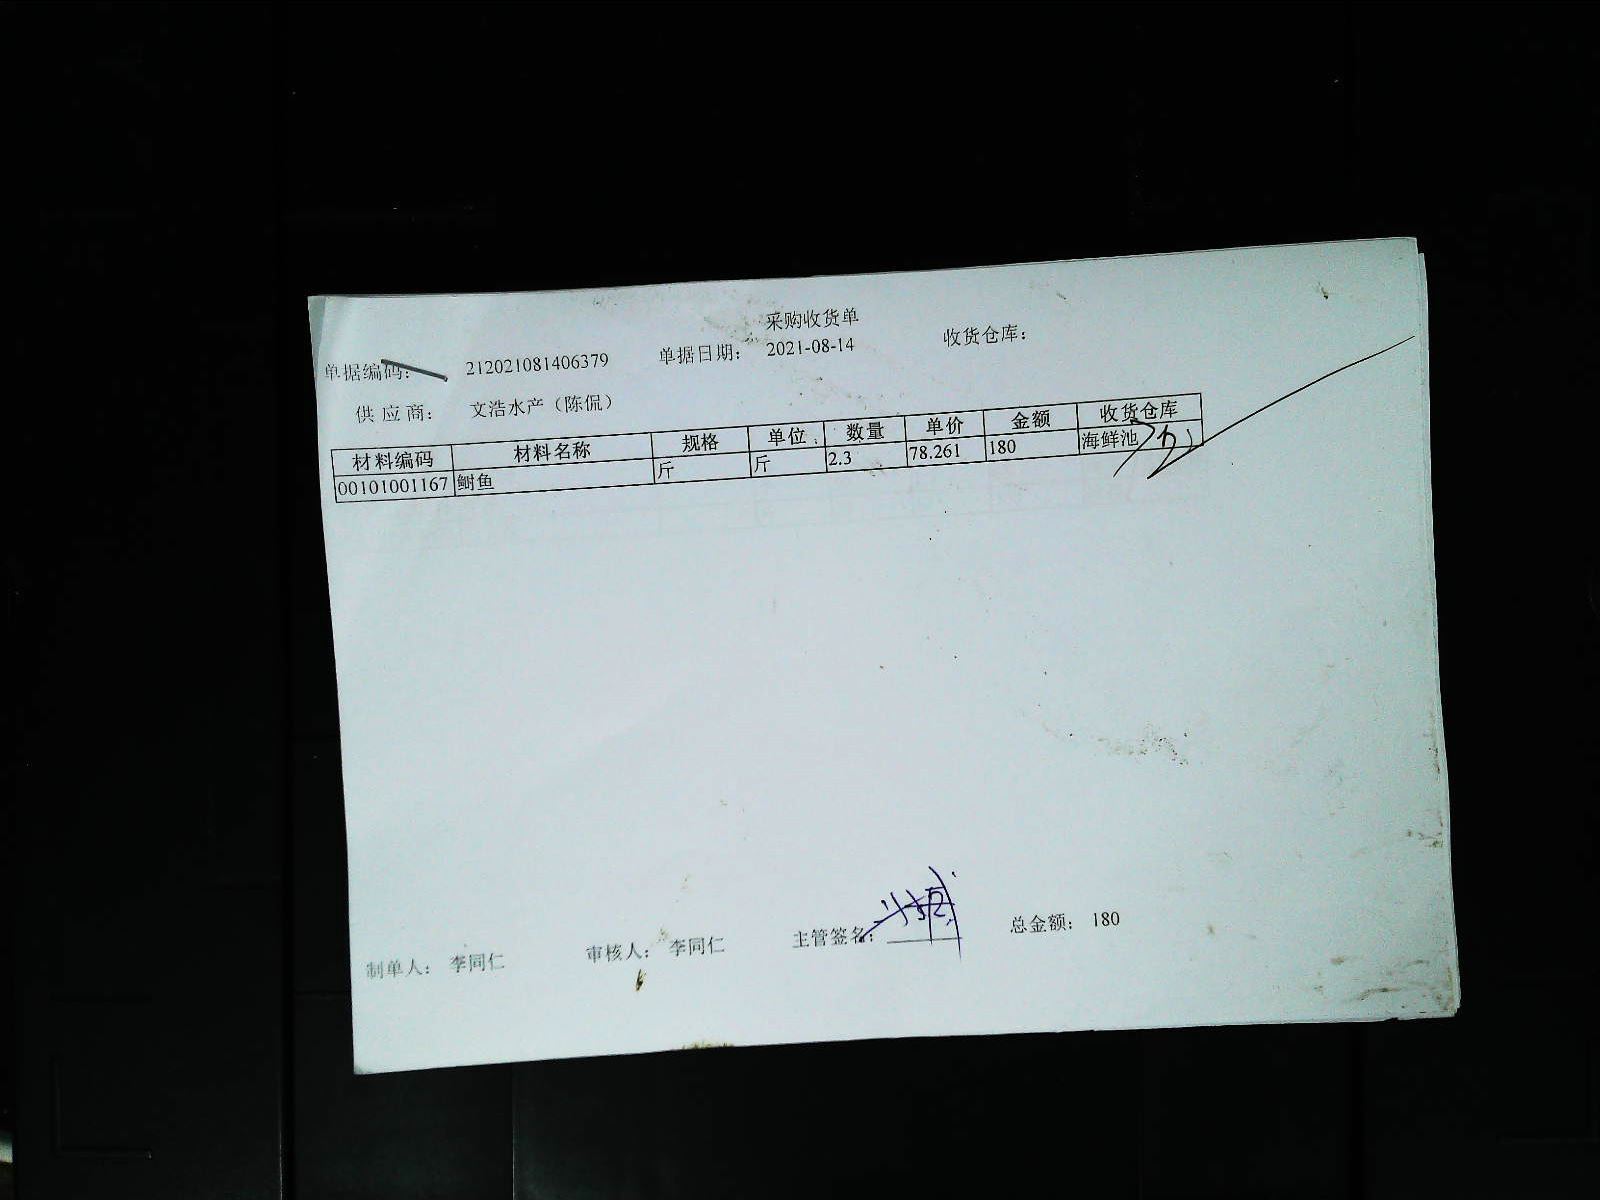 采购收货单
单据编码： 212021081406379 单据日期： 2021-08-14 收货仓库：
供 应 商： 文浩水产（陈侃）
材料编码 材料名称 规格 单位 数量 单价 金额 收货仓库
00101001167 鲥鱼 斤 斤 2.3 78.261 180 海鲜池
制单人： 李同仁 审核人： 李同仁 主管签名： 总金额： 180